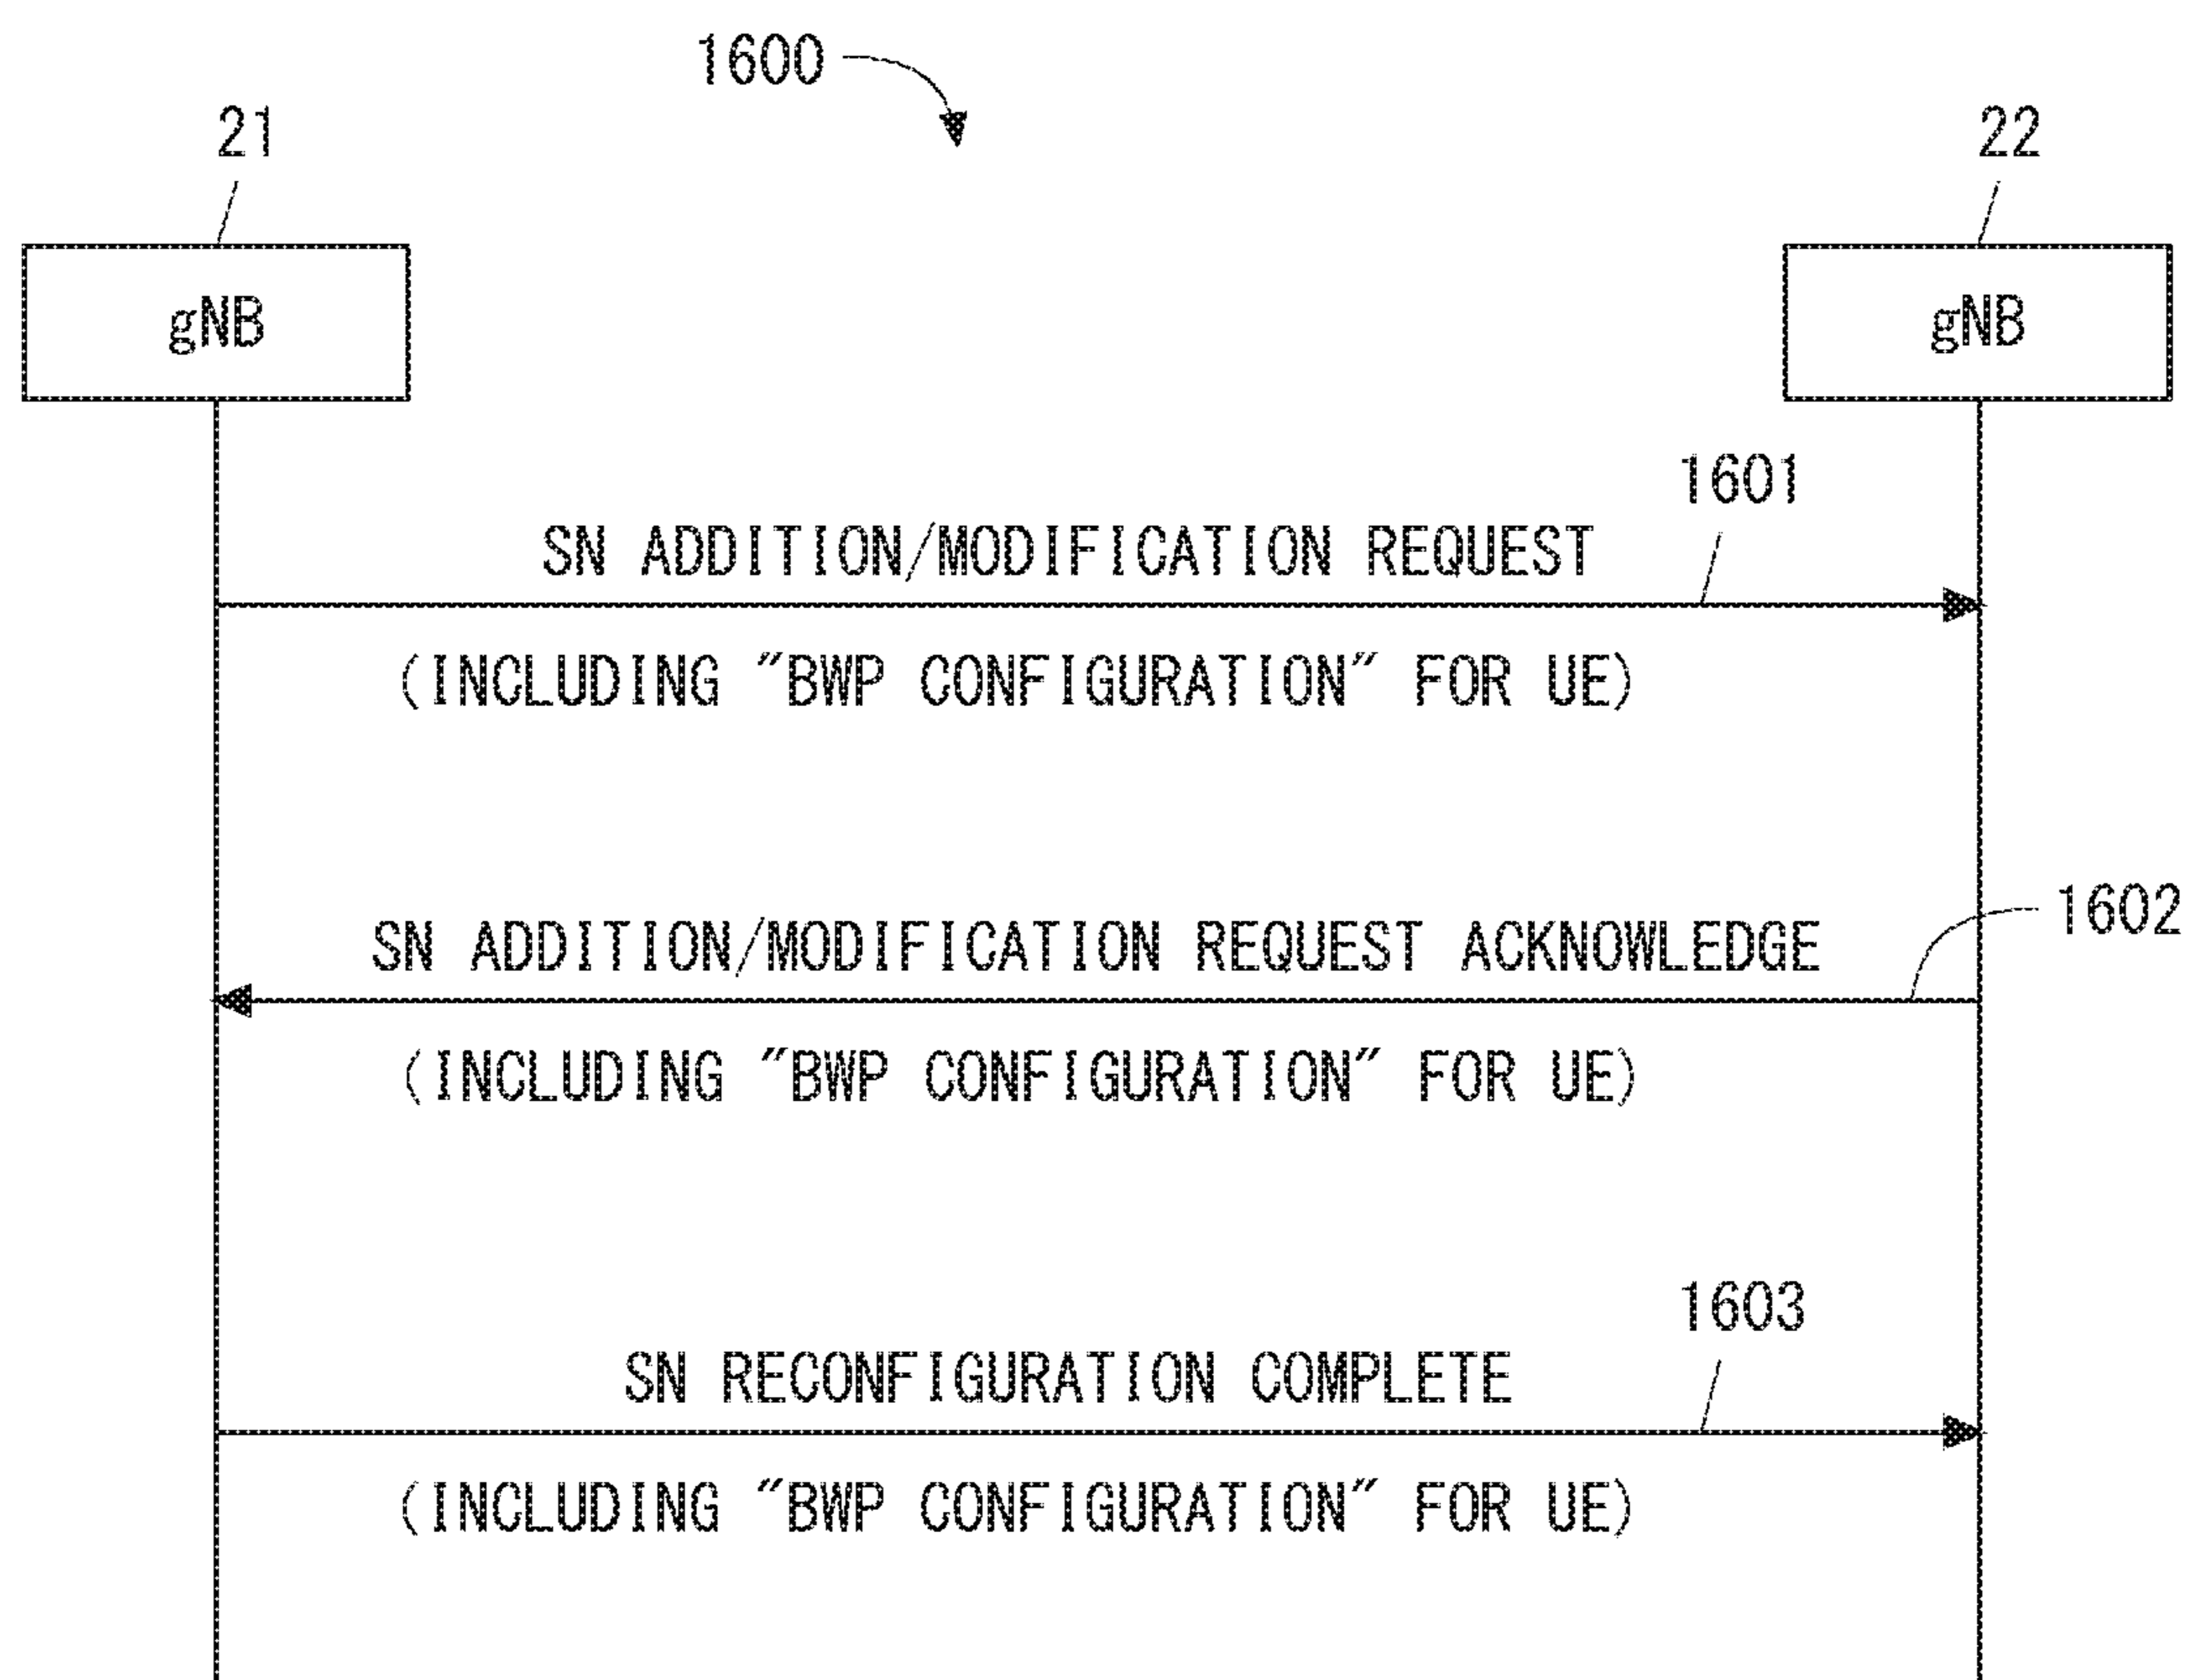 1600
21
22
gNB
gNB
1601
SN ADDITION/MODIFICATION REQUEST
(INCLUDING "BWP CONFIGURATION" FOR UE)
1602
SN ADDITION/MODIFICATION REQUEST ACKNOWLEDGE
(INCLUDING "BWP CONFIGURATION" FOR UE)
1603
SN RECONFIGURATION COMPLETE
(INCLUDING "BWP CONFIGURATION" FOR UE)